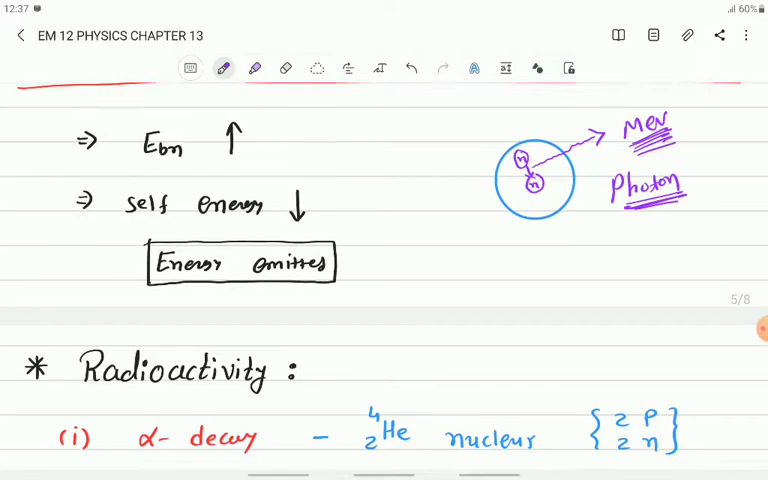 12:37
60%
EM 12 PHYSICS CHAPTER 13
⇒ Ebn ↑
MeV
n
n
Photon
⇒ self energy ↓
Energy emittes
5/8
* Radioactivity :
(i) α- decay - ⁴₂He nucleus { 2 P
2 n }